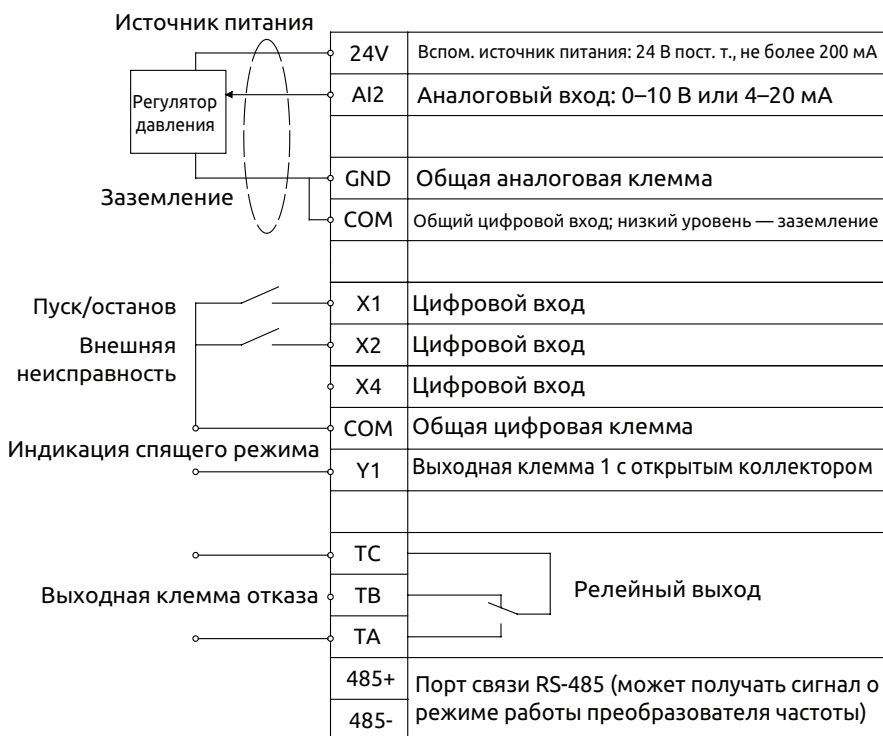 Источник питания
24V Вспом. источник питания: 24 В пост. т., не более 200 мА
Регулятор
давления
AI2 Аналоговый вход: 0–10 В или 4–20 мА
GND Общая аналоговая клемма
Заземление
COM Общий цифровой вход; низкий уровень — заземление
Пуск/останов
X1 Цифровой вход
Внешняя
неисправность
X2 Цифровой вход
X4 Цифровой вход
COM Общая цифровая клемма
Индикация спящего режима
Y1 Выходная клемма 1 с открытым коллектором
TC
Выходная клемма отказа
TB
Релейный выход
TA
485+
485-
Порт связи RS-485 (может получать сигнал о
режиме работы преобразователя частоты)